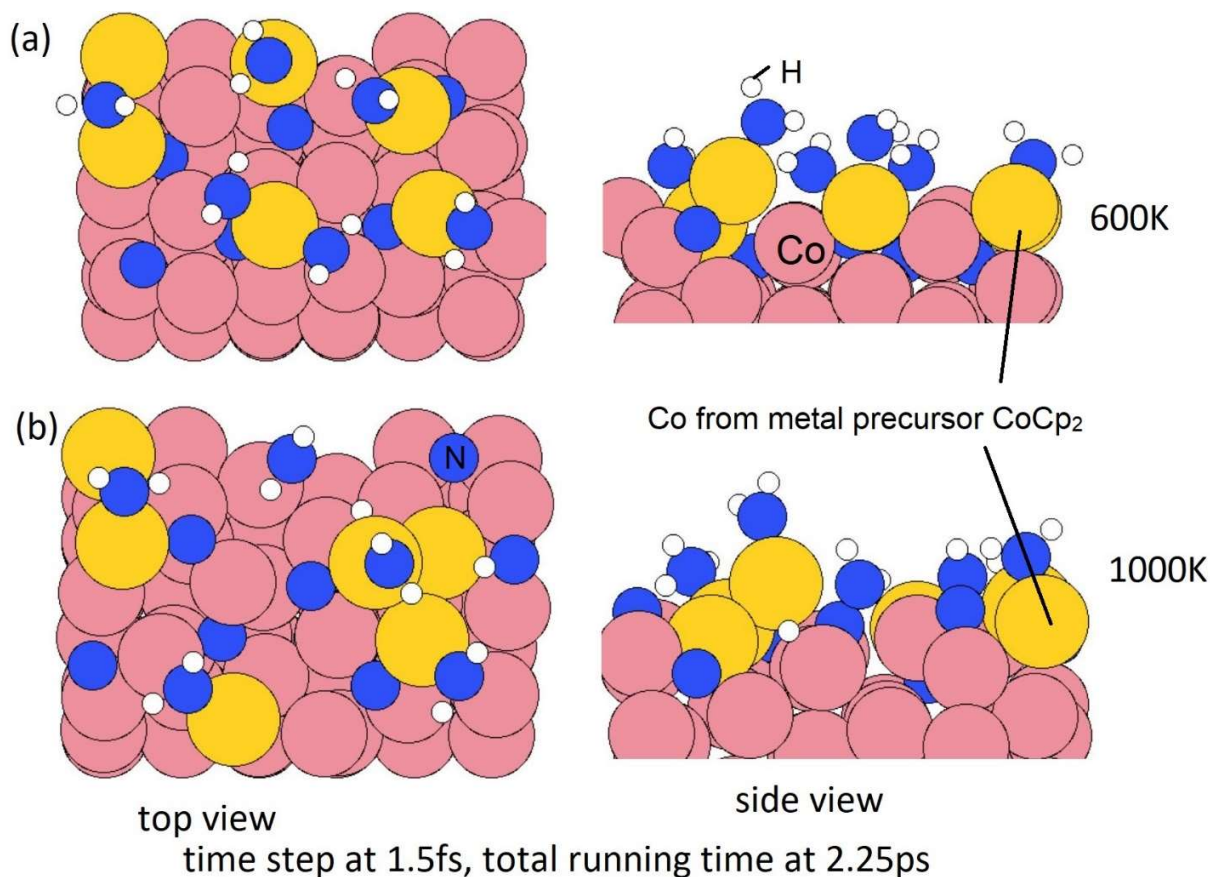 (a)
H
600K
Co
Co from metal precursor CoCp₂
(b)
N
1000K
top view
side view
time step at 1.5fs, total running time at 2.25ps